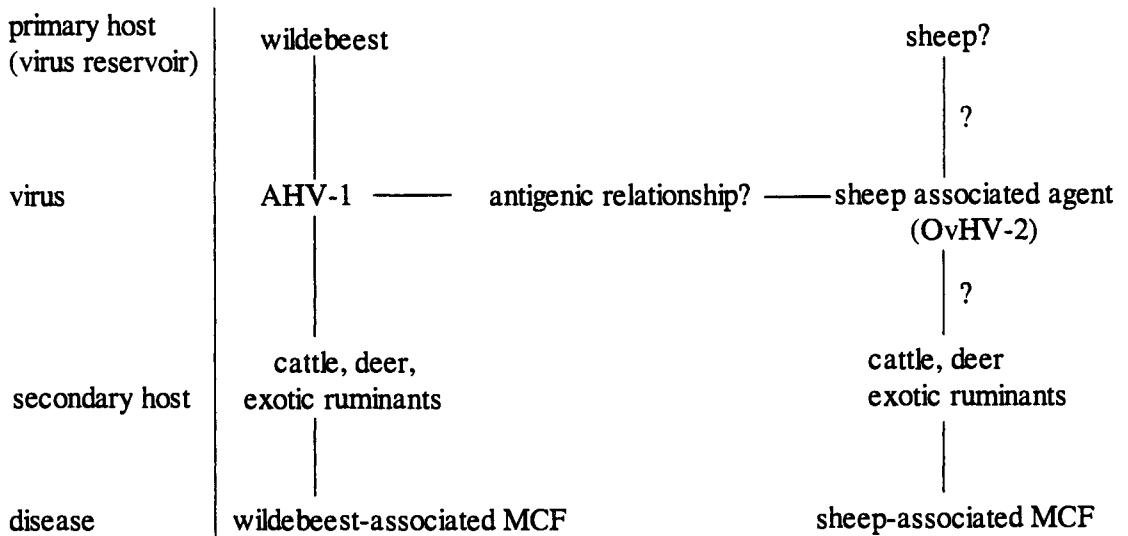 primary host
(virus reservoir)
wildebeest
sheep?
?
virus
AHV-1
antigenic relationship?
sheep associated agent
(OvHV-2)
?
secondary host
cattle, deer,
exotic ruminants
cattle, deer
exotic ruminants
disease
wildebeest-associated MCF
sheep-associated MCF